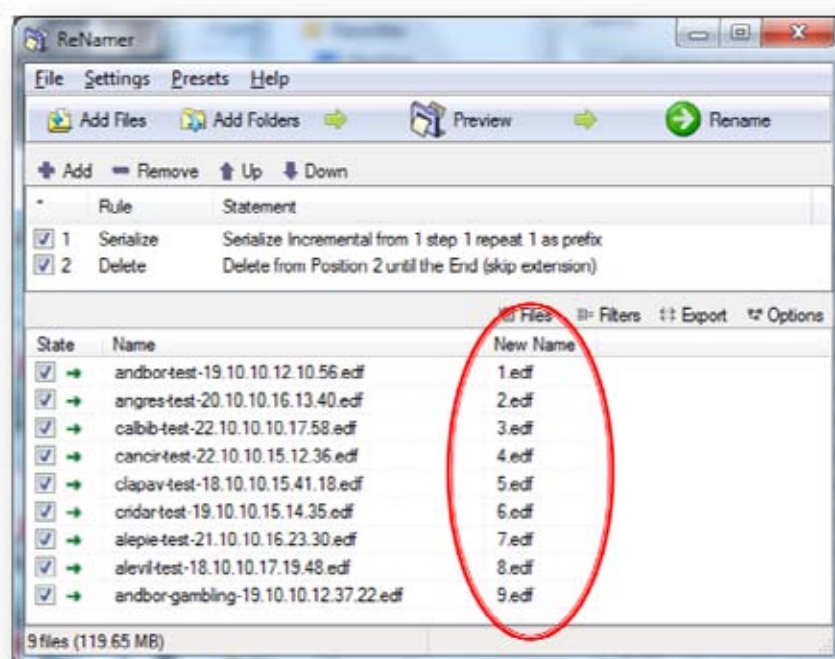 ReNamer
File Settings Presets Help
Add Files Add Folders Preview Rename
Add Remove Up Down
* Rule Statement
1 Serialize Serialize Incremental from 1 step 1 repeat 1 as prefix
2 Delete Delete from Position 2 until the End (skip extension)
Files Filters Export Options
State Name New Name
andbor-test-19.10.10.12.10.56.edf 1.edf
angres-test-20.10.10.16.13.40.edf 2.edf
calbib-test-22.10.10.10.17.58.edf 3.edf
cancir-test-22.10.10.15.12.36.edf 4.edf
clapav-test-18.10.10.15.41.18.edf 5.edf
cridar-test-19.10.10.15.14.35.edf 6.edf
alepie-test-21.10.10.16.23.30.edf 7.edf
alevil-test-18.10.10.17.19.48.edf 8.edf
andbor-gambling-19.10.10.12.37.22.edf 9.edf
9 files (119.65 MB)